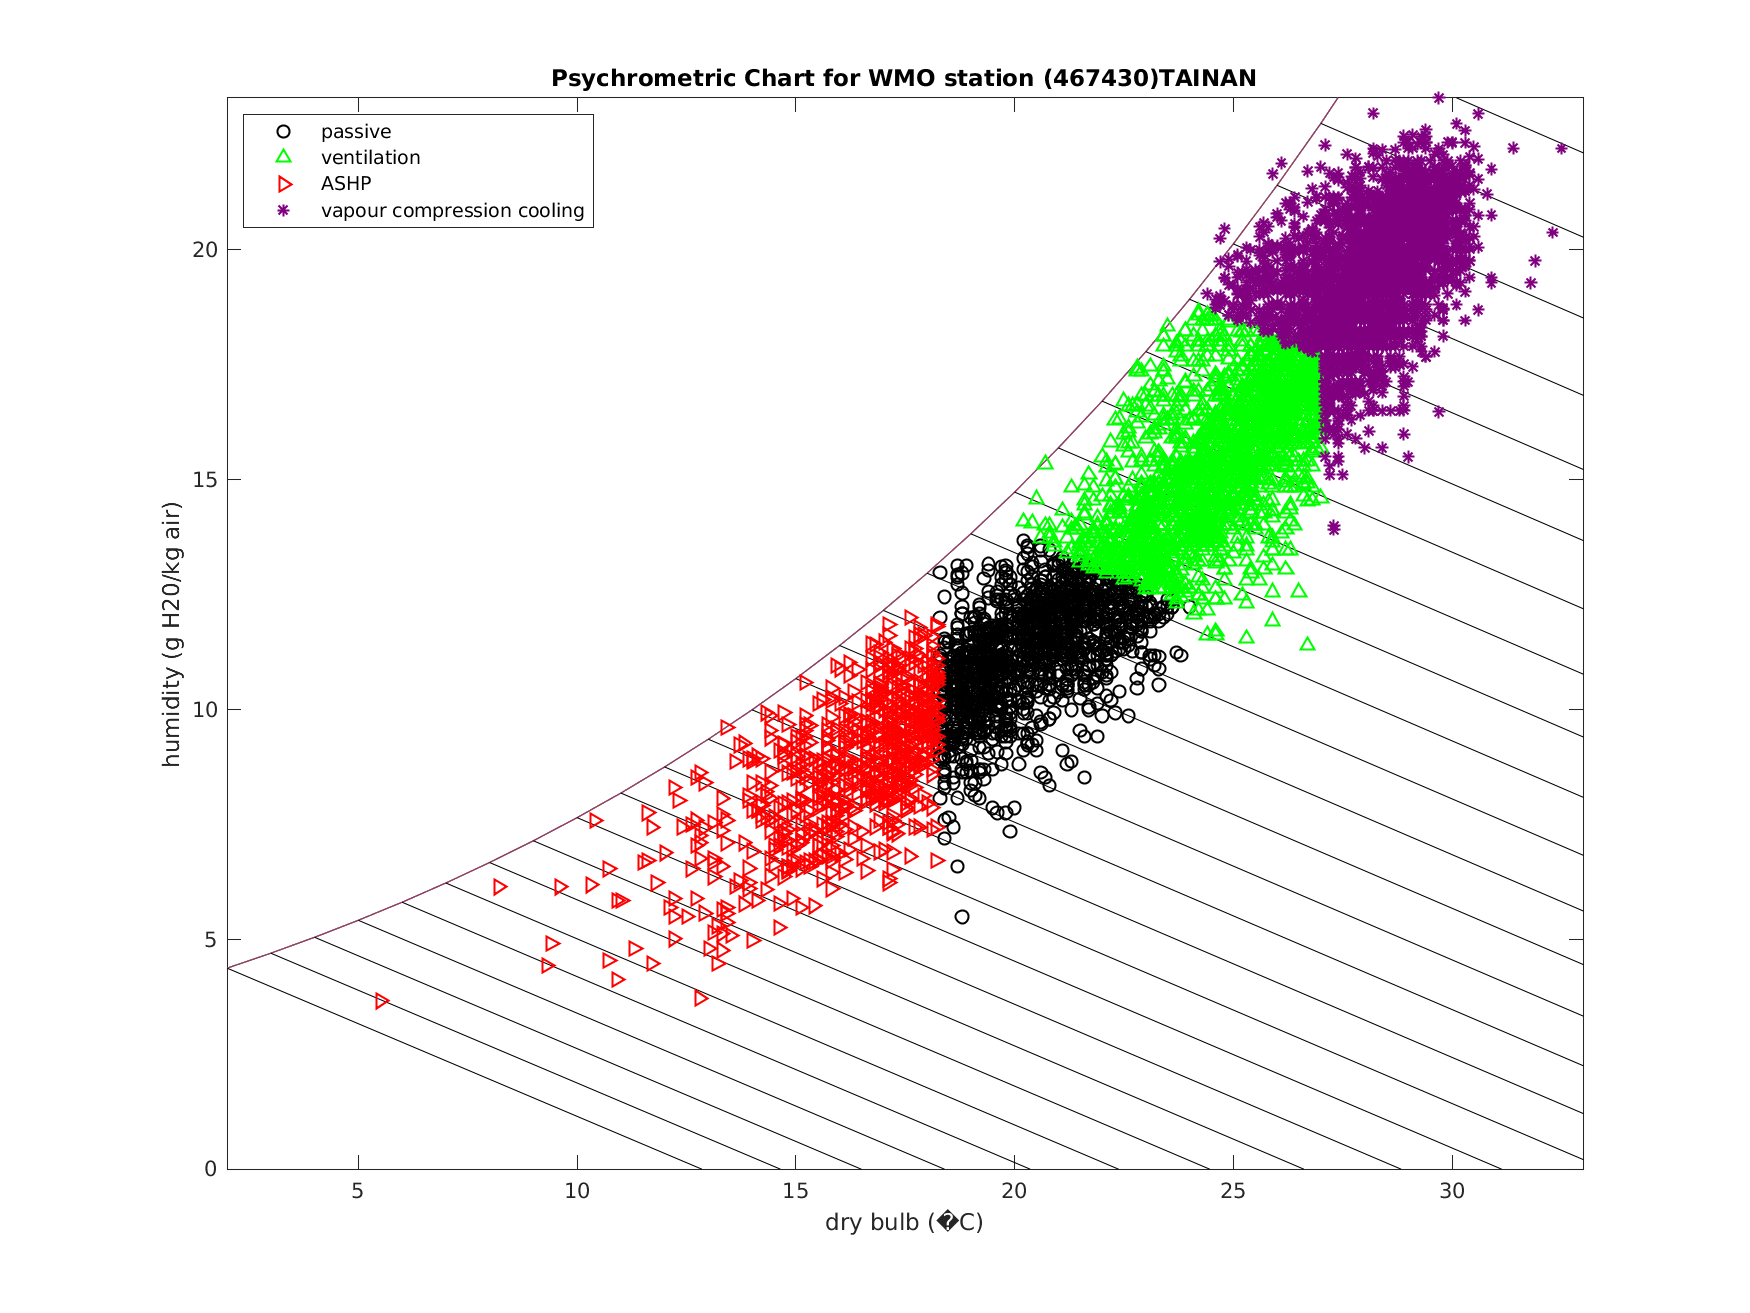 Psychrometric Chart for WMO station (467430)TAINAN
passive
ventilation
ASHP
vapour compression cooling
humidity (g H20/kg air)
20
15
10
5
0
5 10 15 20 25 30
dry bulb (�C)